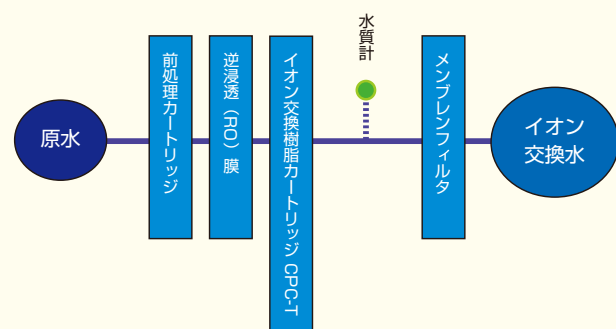 原水
前処理カートリッジ
逆浸透（RO）膜
イオン交換樹脂カートリッジ CPC-T
水質計
メンブレンフィルタ
イオン
交換水